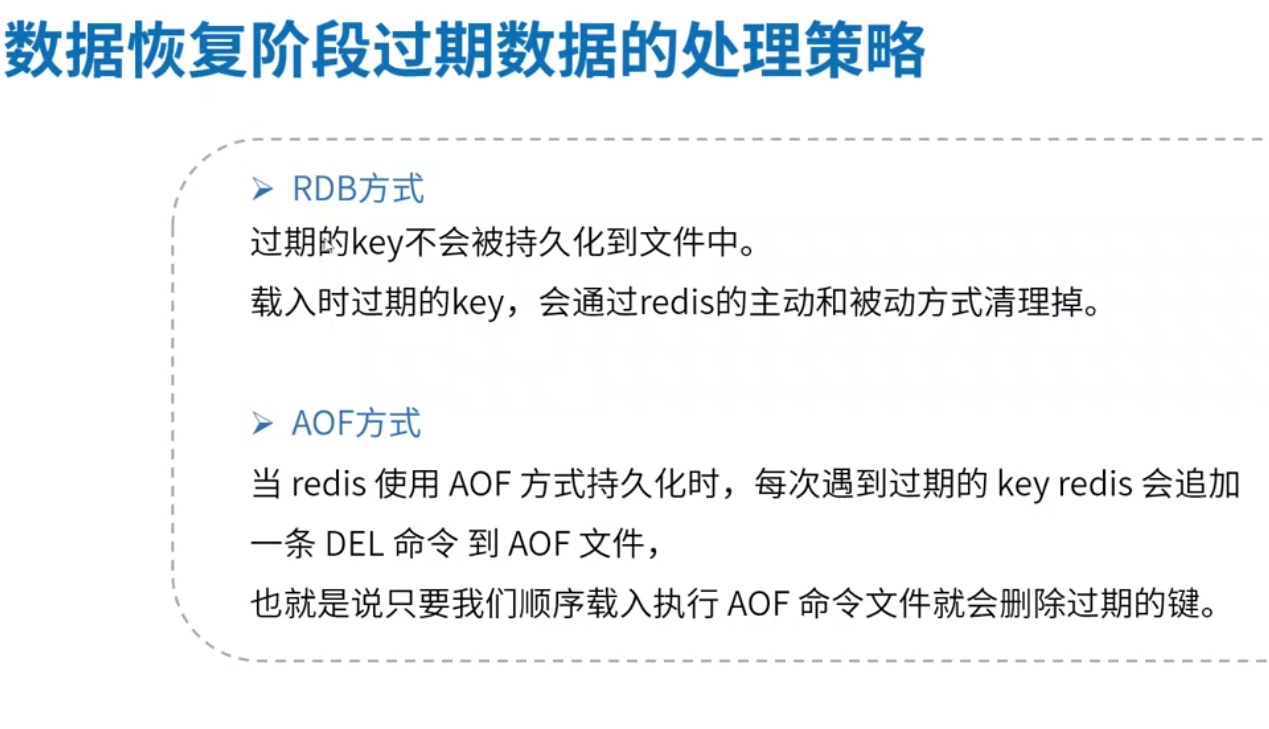 数据恢复阶段过期数据的处理策略
➢ RDB方式
过期的key不会被持久化到文件中。
载入时过期的key，会通过redis的主动和被动方式清理掉。
➢ AOF方式
当 redis 使用 AOF 方式持久化时，每次遇到过期的 key redis 会追加
一条 DEL 命令 到 AOF 文件，
也就是说只要我们顺序载入执行 AOF 命令文件就会删除过期的键。